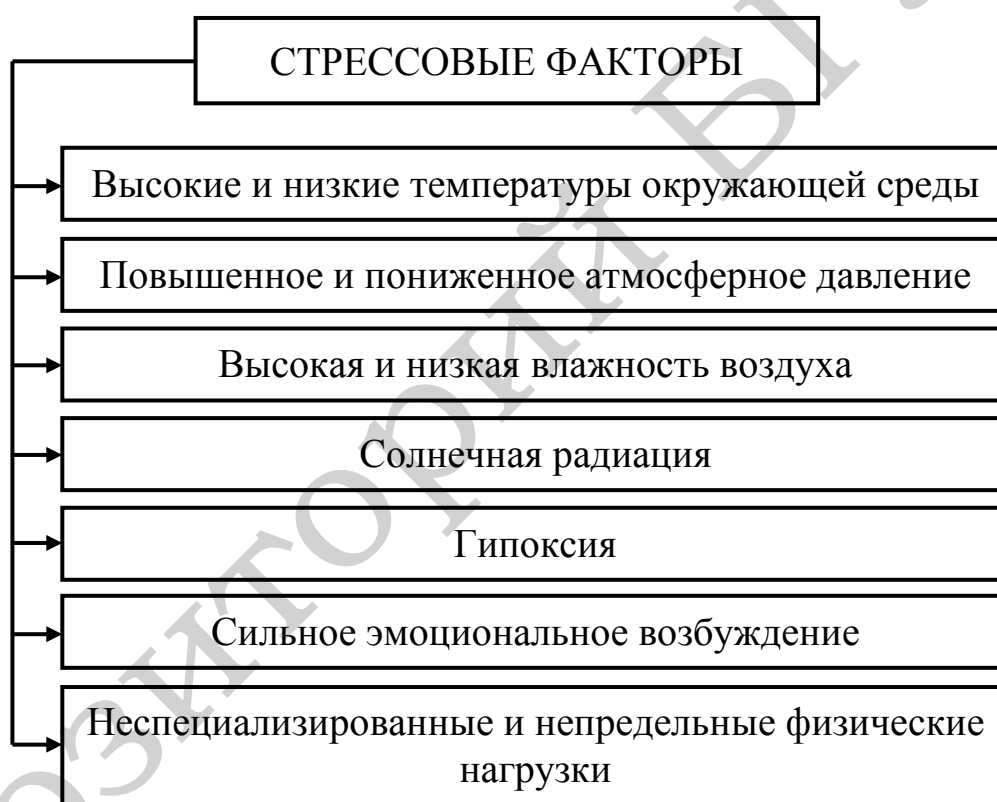 СТРЕССОВЫЕ ФАКТОРЫ
Высокие и низкие температуры окружающей среды
Повышенное и пониженное атмосферное давление
Высокая и низкая влажность воздуха
Солнечная радиация
Гипоксия
Сильное эмоциональное возбуждение
Неспециализированные и непредельные физические
нагрузки